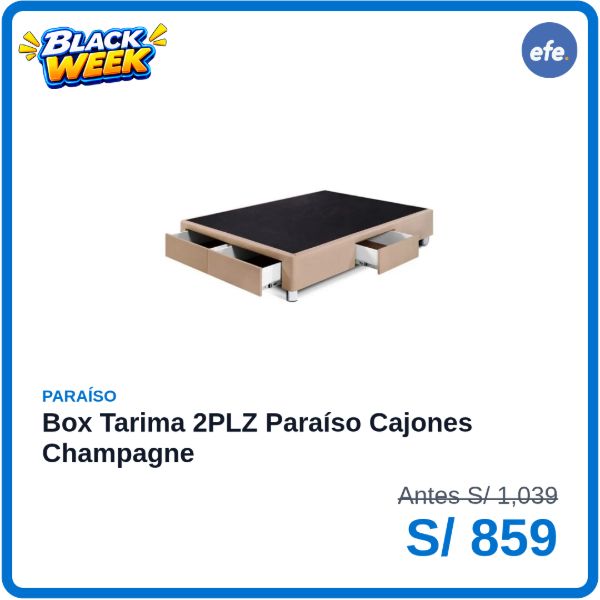 BLACK
WEEK
efe.
PARAÍSO
Box Tarima 2PLZ Paraíso Cajones
Champagne
Antes S/ 1,039
S/ 859